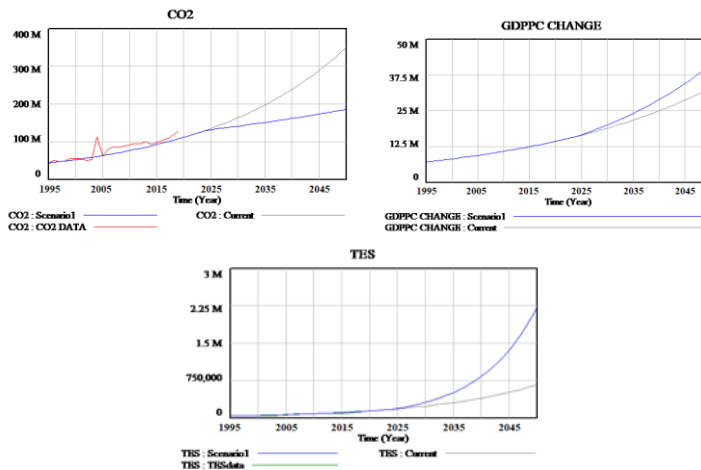 CO2
400 M
300 M
200 M
100 M
0
1995 2005 2015 2025 2035 2045
Time (Year)
CO2 : Scenario1 CO2 : Current
CO2 : CO2 DATA
GDPPC CHANGE
50 M
37.5 M
25 M
12.5 M
0
1995 2005 2015 2025 2035 2045
Time (Year)
GDPPC CHANGE : Scenario1
GDPPC CHANGE : Current
TES
3 M
2.25 M
1.5 M
750,000
0
1995 2005 2015 2025 2035 2045
Time (Year)
TES : Scenario1 TES : Current
TES : TESdata